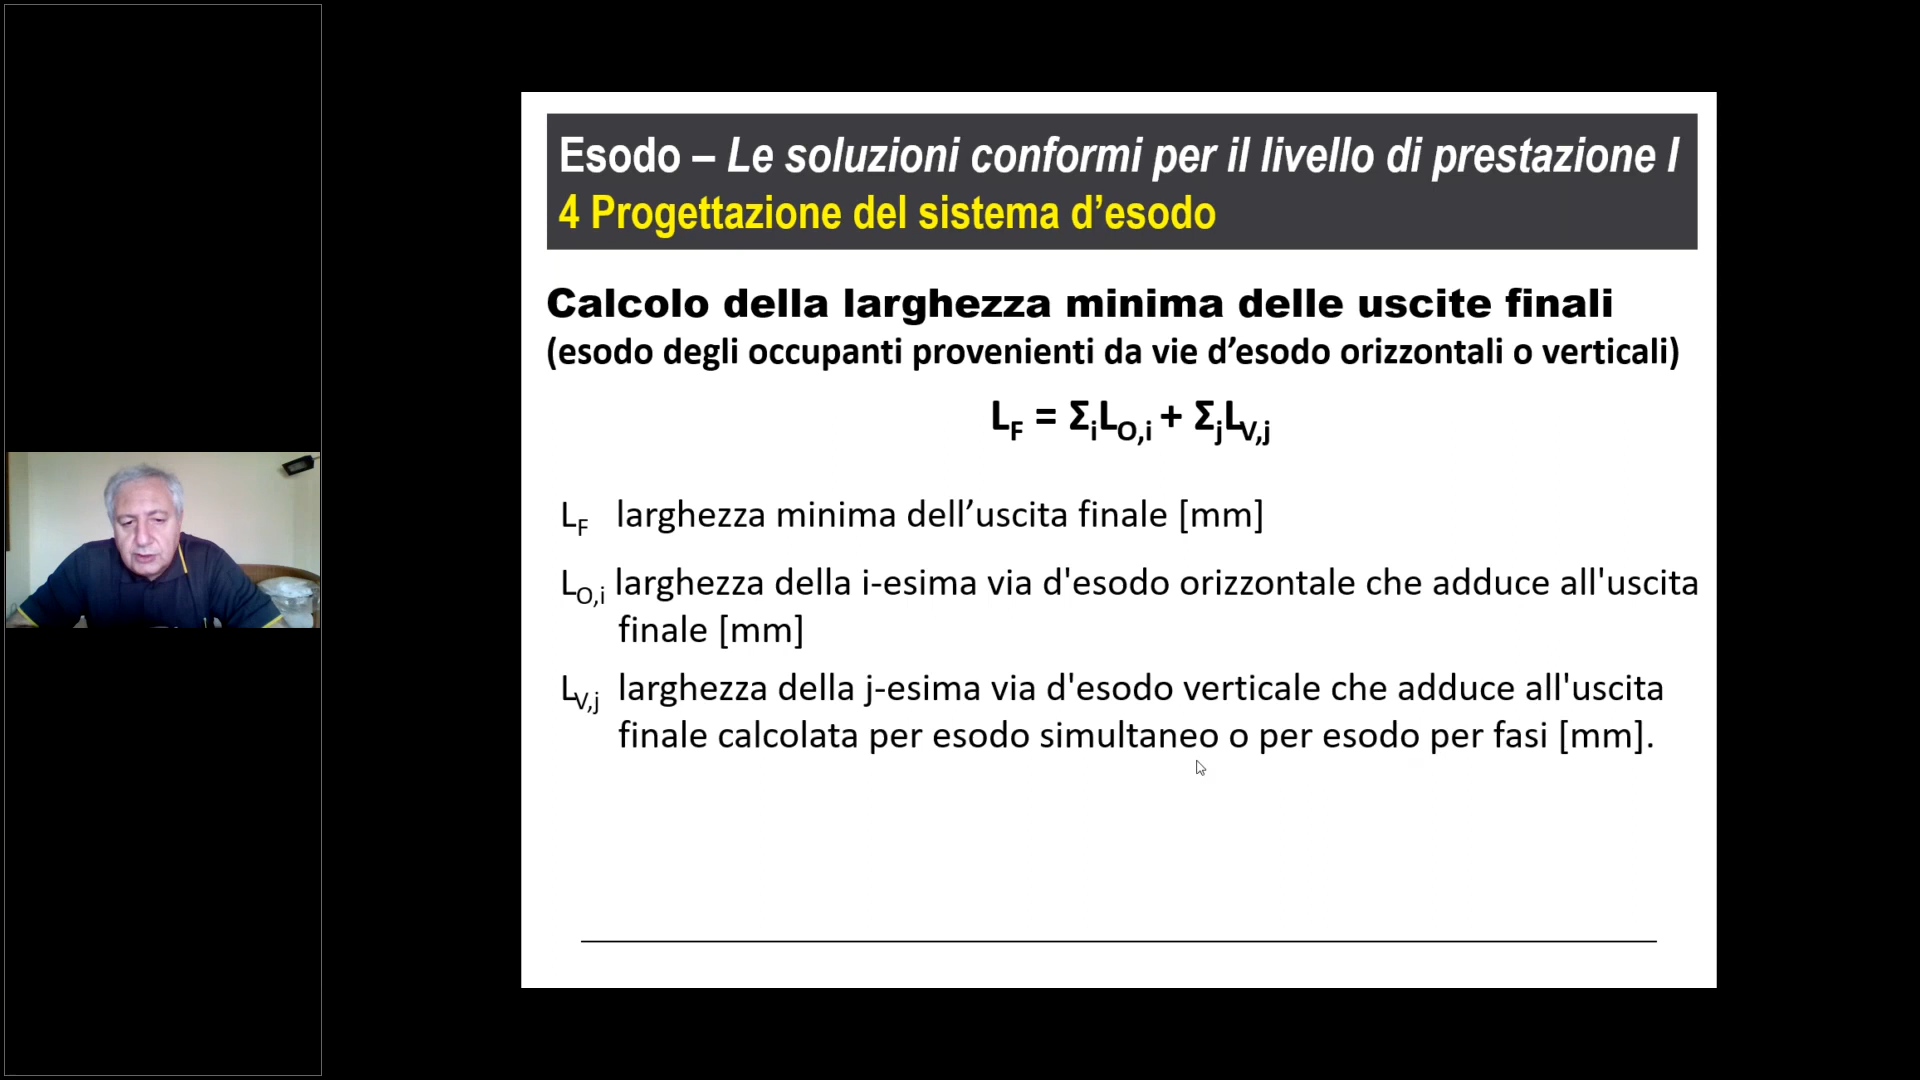 Esodo – Le soluzioni conformi per il livello di prestazione I
4 Progettazione del sistema d’esodo
Calcolo della larghezza minima delle uscite finali
(esodo degli occupanti provenienti da vie d’esodo orizzontali o verticali)
LF = ΣiLO,i + ΣjLV,j
LF larghezza minima dell’uscita finale [mm]
LO,i larghezza della i-esima via d'esodo orizzontale che adduce all'uscita
finale [mm]
LV,j larghezza della j-esima via d'esodo verticale che adduce all'uscita
finale calcolata per esodo simultaneo o per esodo per fasi [mm].